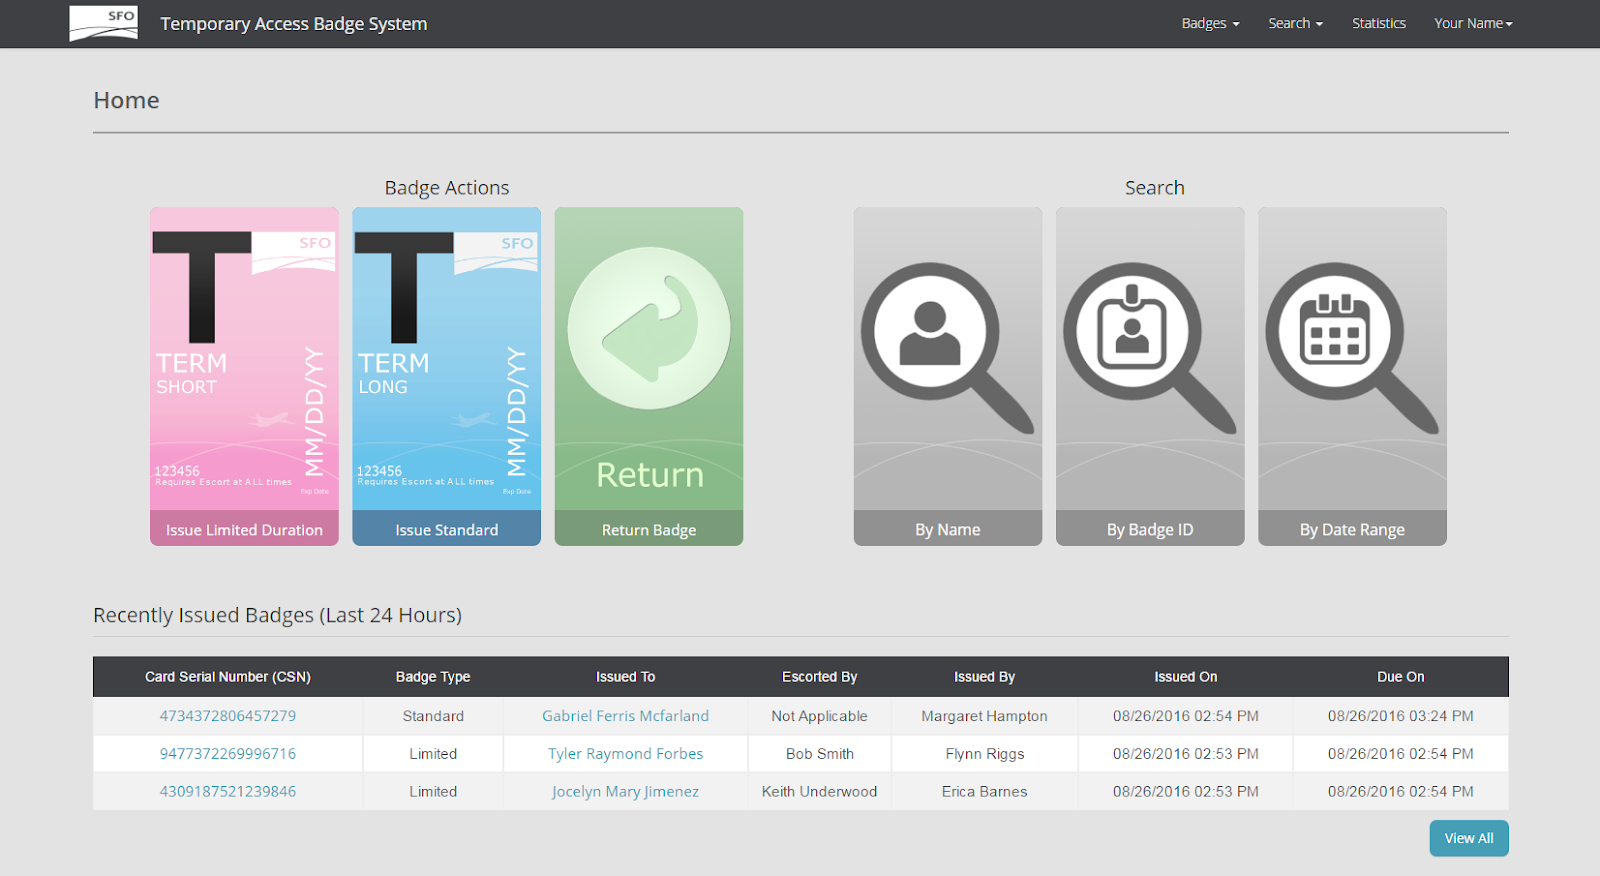 SFO
Temporary Access Badge System
Badges
Search
Statistics
Your Name
Home
Badge Actions
Search
T
SFO
TERM
SHORT
MM/DD/YY
123456
Requires Escort at ALL times
Exp Date
Issue Limited Duration
T
SFO
TERM
LONG
MM/DD/YY
123456
Requires Escort at ALL times
Exp Date
Issue Standard
Return
Return Badge
By Name
By Badge ID
By Date Range
Recently Issued Badges (Last 24 Hours)
Card Serial Number (CSN) Badge Type Issued To Escorted By Issued By Issued On Due On
4734372806457279 Standard Gabriel Ferris Mcfarland Not Applicable Margaret Hampton 08/26/2016 02:54 PM 08/26/2016 03:24 PM
9477372269996716 Limited Tyler Raymond Forbes Bob Smith Flynn Riggs 08/26/2016 02:53 PM 08/26/2016 02:54 PM
4309187521239846 Limited Jocelyn Mary Jimenez Keith Underwood Erica Barnes 08/26/2016 02:53 PM 08/26/2016 02:54 PM
View All